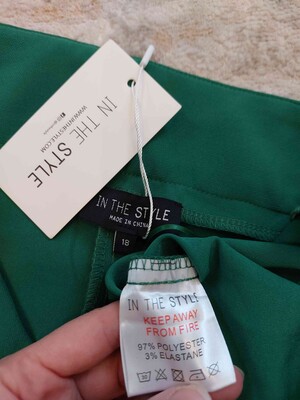 IN THE
STYLE
WWW.INTHESTYLE.COM
IN THE STYLE
MADE IN CHINA
18
IN THE STYLE
KEEP AWAY
FROM FIRE
97% POLYESTER
3% ELASTANE